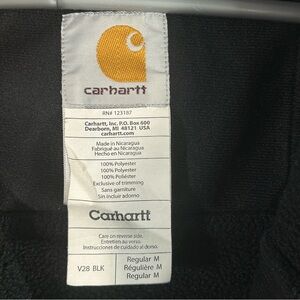 carhartt
RN# 123187
Carhartt, Inc. P.O. Box 600
Dearborn, MI 48121 USA
carhartt.com
Made in Nicaragua
Fabriqué au Nicaragua
Hecho en Nicaragua
100% Polyester
100% Polyester
100% Poliéster
Exclusive of trimming
Sans garniture
Sin incluir adorno
Carhartt
Care on reverse side.
Entretien au verso.
Instrucciones de cuidado al dorso.
V28 BLK
Regular M
Régulière M
Regular M